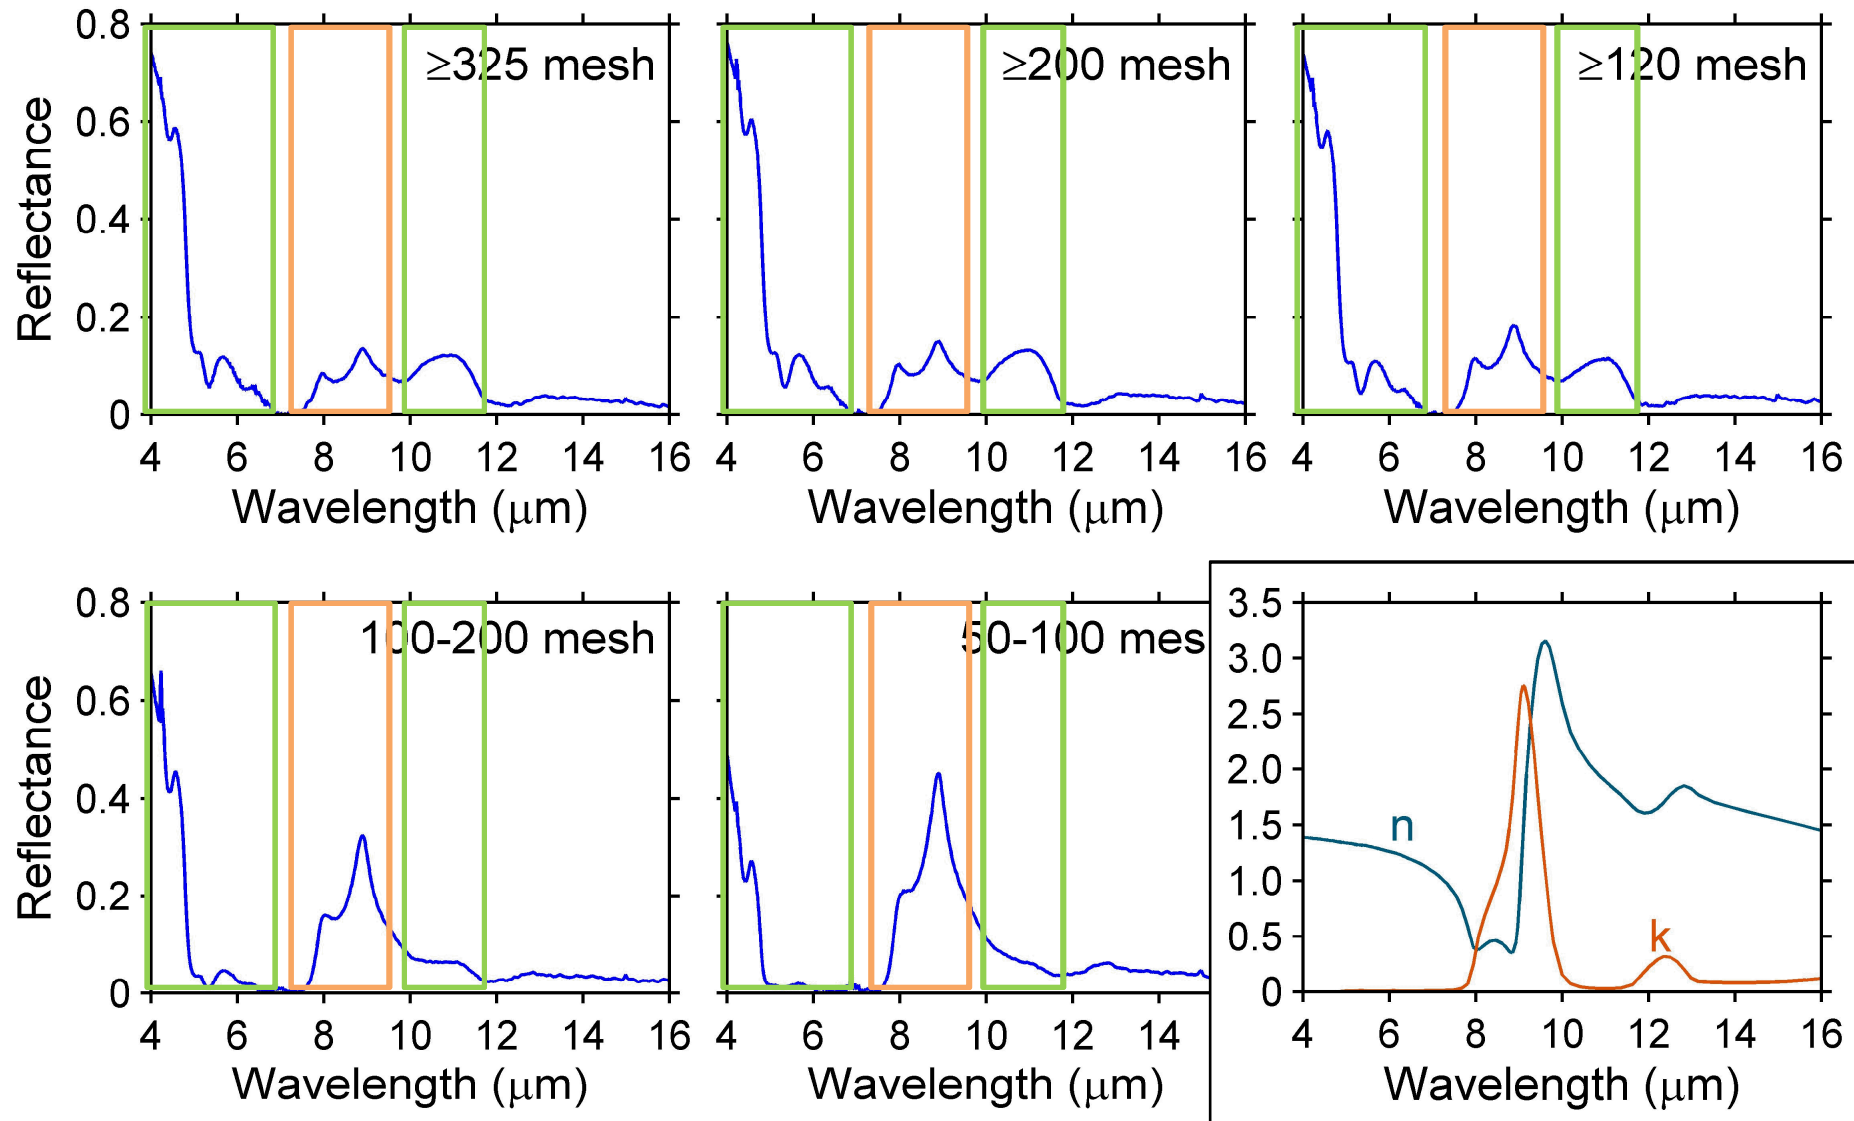 0.8
0.6
0.4
0.2
0
Reflectance
≥325 mesh
4 6 8 10 12 14 16
Wavelength (μm)
≥200 mesh
4 6 8 10 12 14 16
Wavelength (μm)
≥120 mesh
4 6 8 10 12 14 16
Wavelength (μm)
0.8
0.6
0.4
0.2
0
Reflectance
100-200 mesh
4 6 8 10 12 14 16
Wavelength (μm)
50-100 mes
4 6 8 10 12 14
Wavelength (μm)
3.5
3.0
2.5
2.0
1.5
1.0
0.5
0
n
k
4 6 8 10 12 14 16
Wavelength (μm)